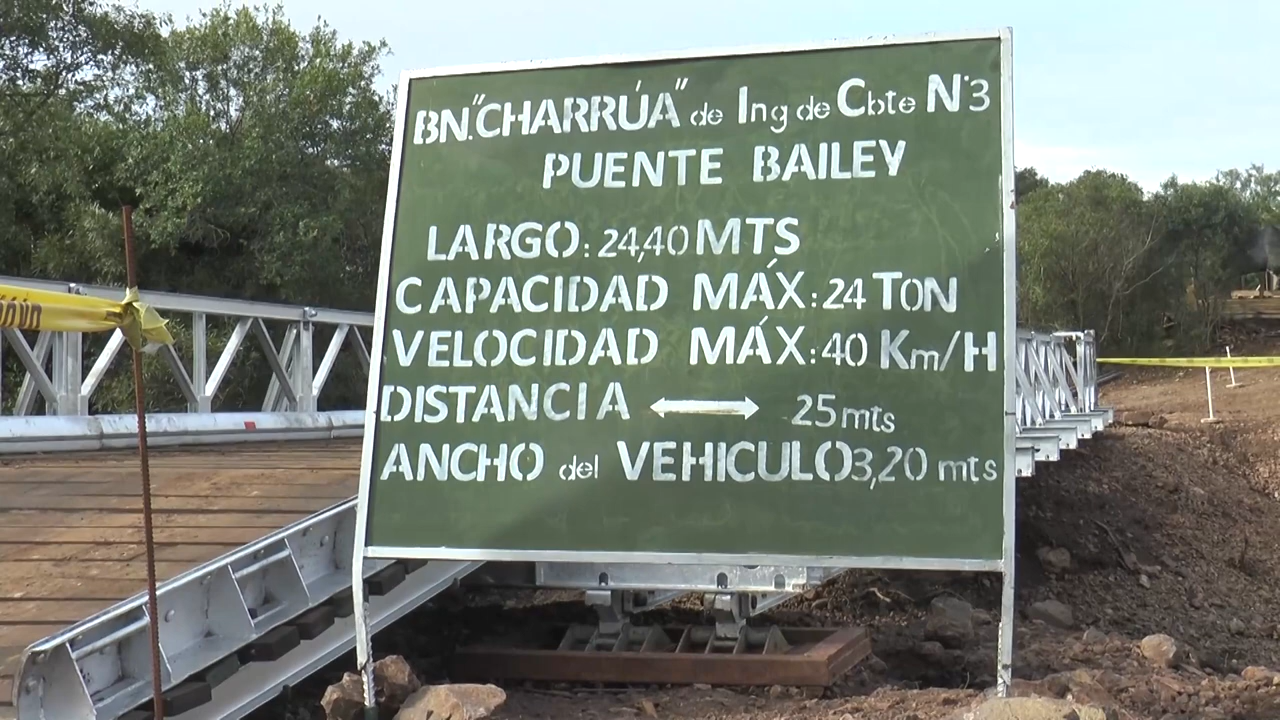 BN. "CHARRÚA" de Ing de Cbte N°3
PUENTE BAILEY
LARGO: 24,40 MTS
CAPACIDAD MÁX: 24 TON
VELOCIDAD MÁX: 40 Km/H
DISTANCIA ↔ 25 mts
ANCHO del VEHICULO 3,20 mts